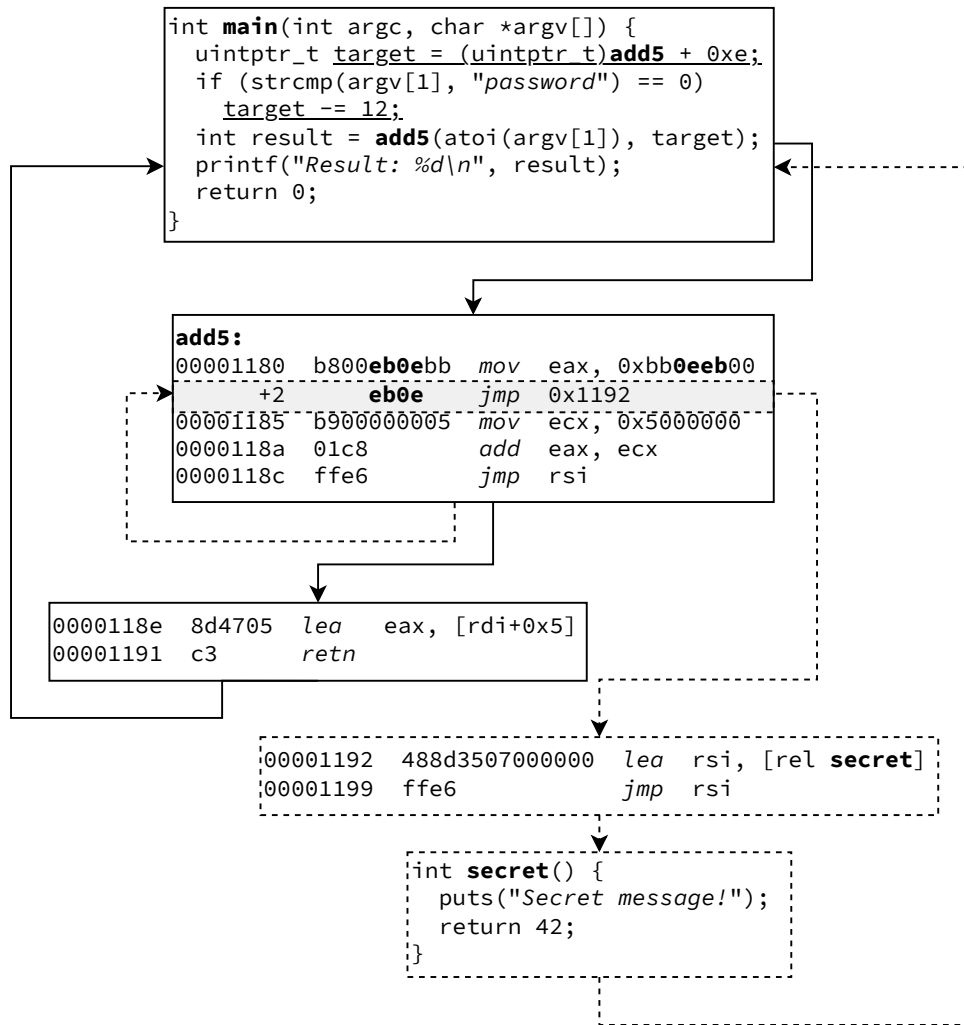 int main(int argc, char *argv[]) {
uintptr_t target = (uintptr_t)add5 + 0xe;
if (strcmp(argv[1], "password") == 0)
target -= 12;
int result = add5(atoi(argv[1]), target);
printf("Result: %d\n", result);
return 0;
}
add5:
00001180 b800eb0ebb mov eax, 0xbb0eeb00
+2 eb0e jmp 0x1192
00001185 b900000005 mov ecx, 0x5000000
0000118a 01c8 add eax, ecx
0000118c ffe6 jmp rsi
0000118e 8d4705 lea eax, [rdi+0x5]
00001191 c3 retn
00001192 488d3507000000 lea rsi, [rel secret]
00001199 ffe6 jmp rsi
int secret() {
puts("Secret message!");
return 42;
}